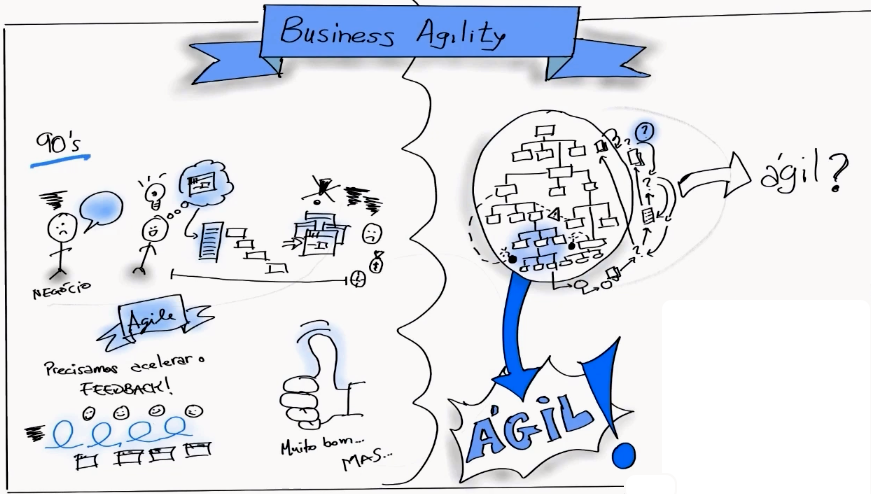 Business Agility
90's
NEGÓCIO
Agile
Precisamos acelerar o
FEEDBACK!
Muito bom...
MAS...
?
?
?
?
ágil?
ÁGIL!